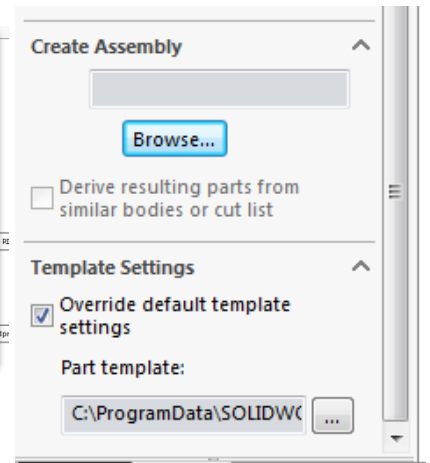 Create Assembly
Browse...
Derive resulting parts from
similar bodies or cut list
Template Settings
Override default template
settings
Part template:
C:\ProgramData\SOLIDW(
...